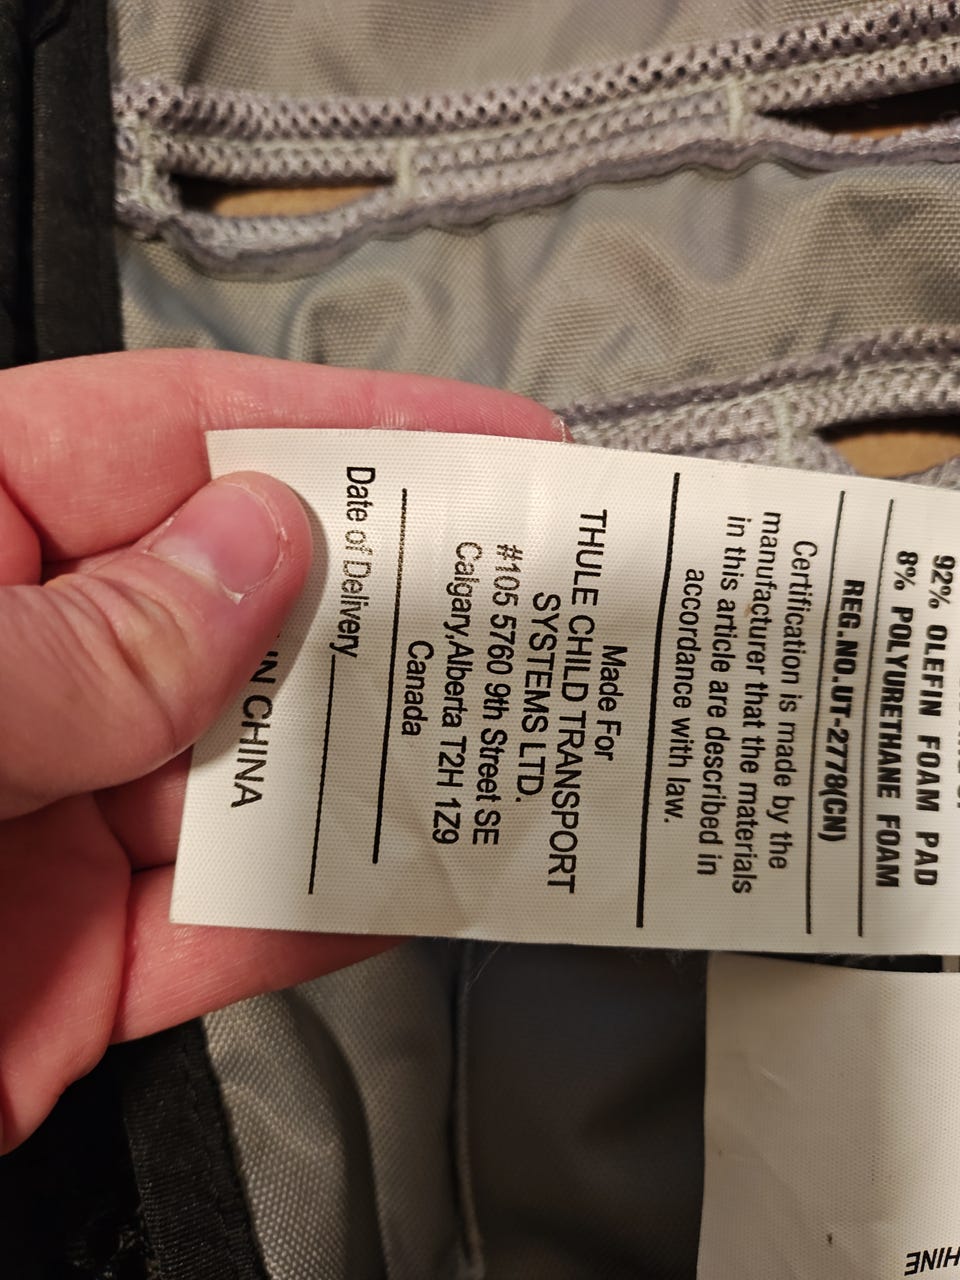 92% OLEFIN FOAM PAD
8% POLYURETHANE FOAM
REG.NO.UT-2778(CN)
Certification is made by the
manufacturer that the materials
in this article are described in
accordance with law.
Made For
THULE CHILD TRANSPORT
SYSTEMS LTD.
#105 5760 9th Street SE
Calgary,Alberta T2H 1Z9
Canada
Date of Delivery
IN CHINA